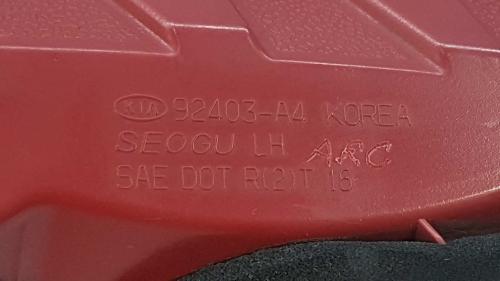 KIA 92403-A4 KOREA
SEOGU LH ARC
SAE DOT R(2)T 16